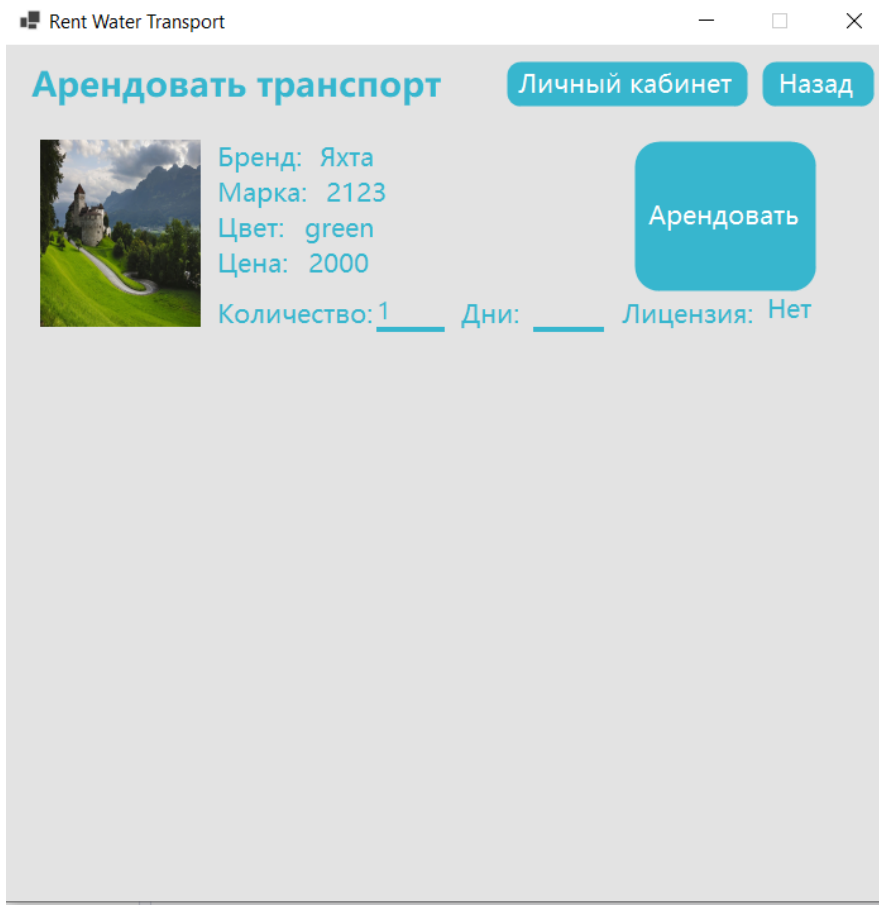 Rent Water Transport
Арендовать транспорт Личный кабинет Назад
Бренд: Яхта
Марка: 2123
Цвет: green
Цена: 2000
Арендовать
Количество: 1 Дни: Лицензия: Нет